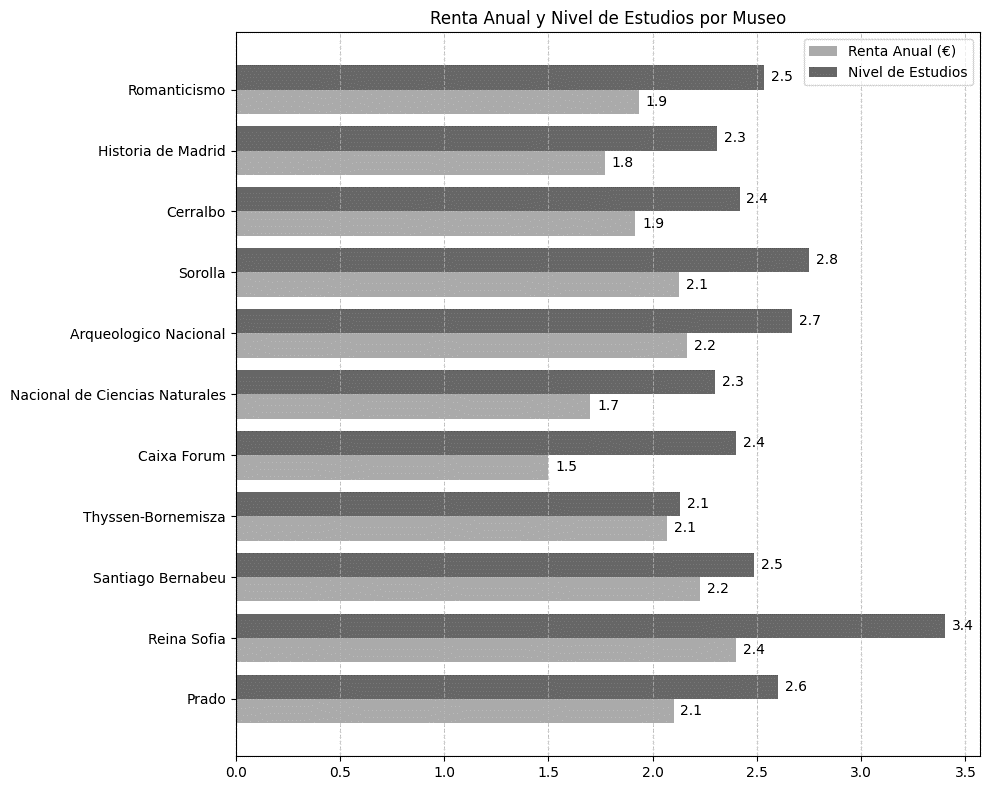 Renta Anual y Nivel de Estudios por Museo
Renta Anual (€)
Nivel de Estudios
Romanticismo
2.5
1.9
Historia de Madrid
2.3
1.8
Cerralbo
2.4
1.9
Sorolla
2.8
2.1
Arqueologico Nacional
2.7
2.2
Nacional de Ciencias Naturales
2.3
1.7
Caixa Forum
2.4
1.5
Thyssen-Bornemisza
2.1
2.1
Santiago Bernabeu
2.5
2.2
Reina Sofia
3.4
2.4
Prado
2.6
2.1
0.0 0.5 1.0 1.5 2.0 2.5 3.0 3.5